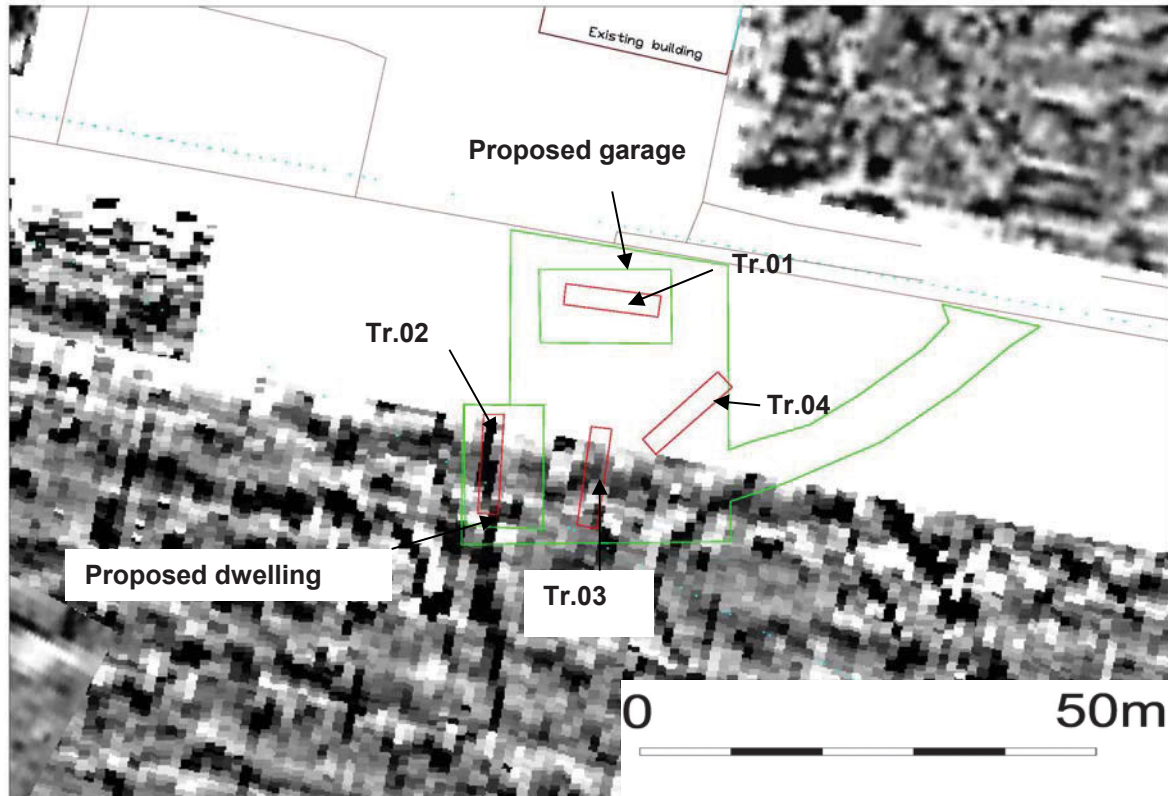 Existing building
Proposed garage
Tr.01
Tr.02
Tr.04
Proposed dwelling
Tr.03
0 50m